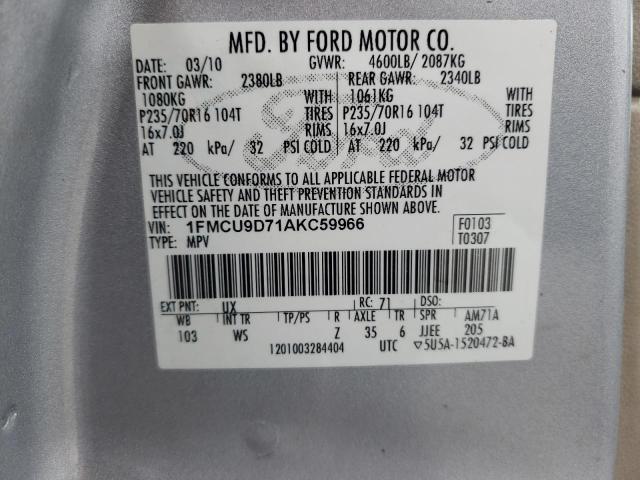 MFD. BY FORD MOTOR CO.
DATE: 03/10 GVWR: 4600LB/ 2087KG
FRONT GAWR: 2380LB REAR GAWR: 2340LB
1080KG WITH 1061KG WITH
P235/70R16 104T TIRES P235/70R16 104T TIRES
16x7.0J RIMS 16x7.0J RIMS
AT 220 kPa/ 32 PSI COLD AT 220 kPa/ 32 PSI COLD
Ford
THIS VEHICLE CONFORMS TO ALL APPLICABLE FEDERAL MOTOR
VEHICLE SAFETY AND THEFT PREVENTION STANDARDS IN
EFFECT ON THE DATE OF MANUFACTURE SHOWN ABOVE.
VIN: 1FMCU9D71AKC59966 F0103
TYPE: MPV T0307
EXT PNT: UX RC: 71 DSO:
WB INT TR TP/PS R AXLE TR SPR AM71A
103 WS Z 35 6 JJEE 205
1201003284404 UTC ▽5U5A-1520472-BA